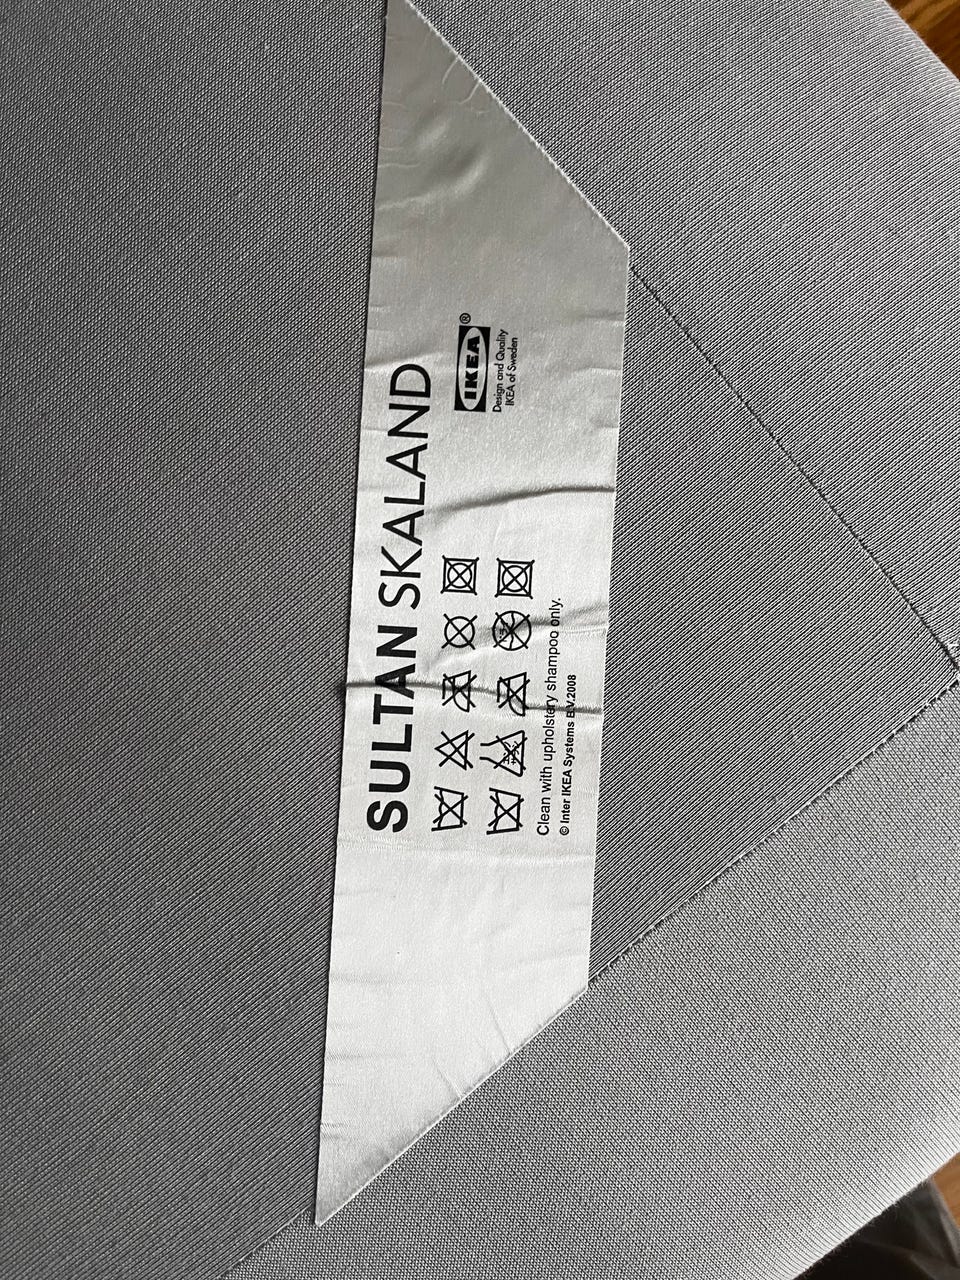 SULTAN SKALAND
IKEA®
Design and Quality
IKEA of Sweden
Clean with upholstery shampoo only.
© Inter IKEA Systems B.V.2008